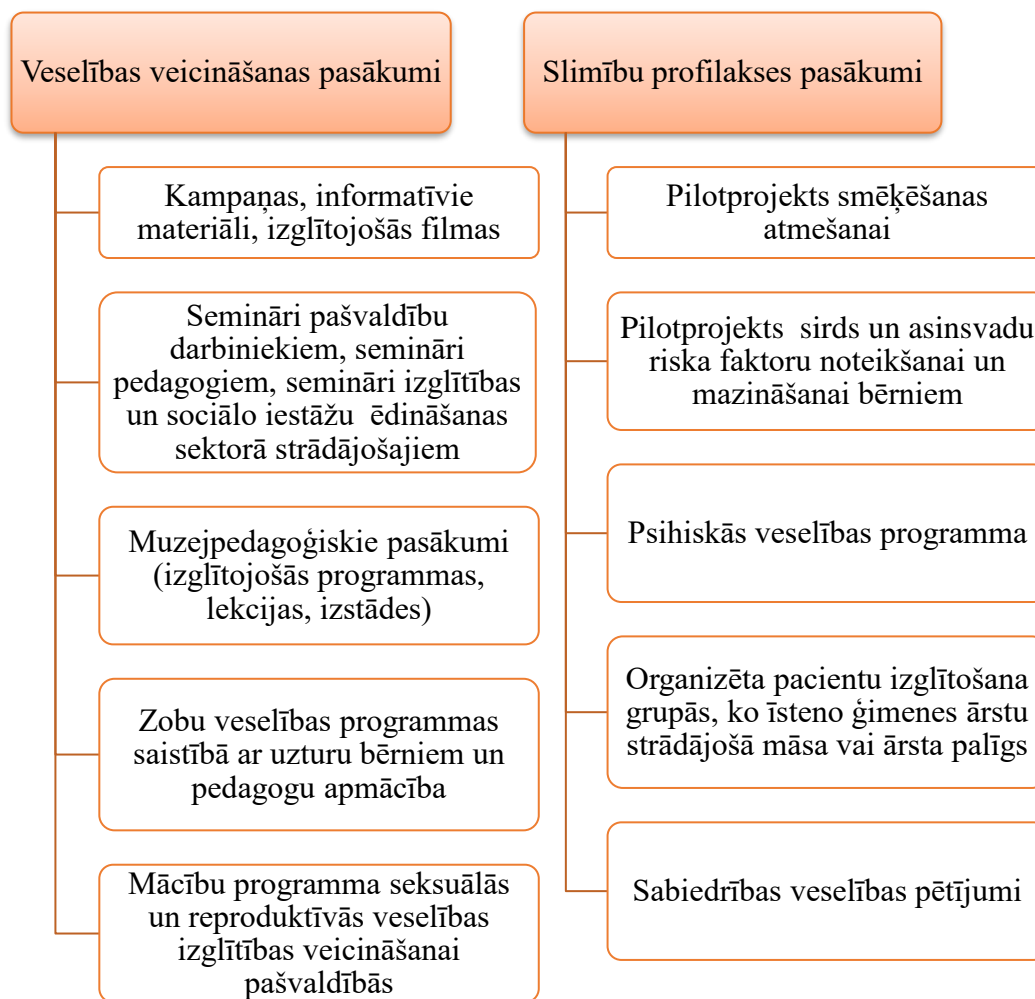 Veselības veicināšanas pasākumi
Kampaņas, informatīvie
materiāli, izglītojošās filmas
Semināri pašvaldību
darbiniekiem, semināri
pedagogiem, semināri izglītības
un sociālo iestāžu ēdināšanas
sektorā strādājošajiem
Muzejpedagoģiskie pasākumi
(izglītojošās programmas,
lekcijas, izstādes)
Zobu veselības programmas
saistībā ar uzturu bērniem un
pedagogu apmācība
Mācību programma seksuālās
un reproduktīvās veselības
izglītības veicināšanai
pašvaldībās
Slimību profilakses pasākumi
Pilotprojekts smēķēšanas
atmešanai
Pilotprojekts sirds un asinsvadu
riska faktoru noteikšanai un
mazināšanai bērniem
Psihiskās veselības programma
Organizēta pacientu izglītošana
grupās, ko īsteno ģimenes ārstu
strādājošā māsa vai ārsta palīgs
Sabiedrības veselības pētījumi